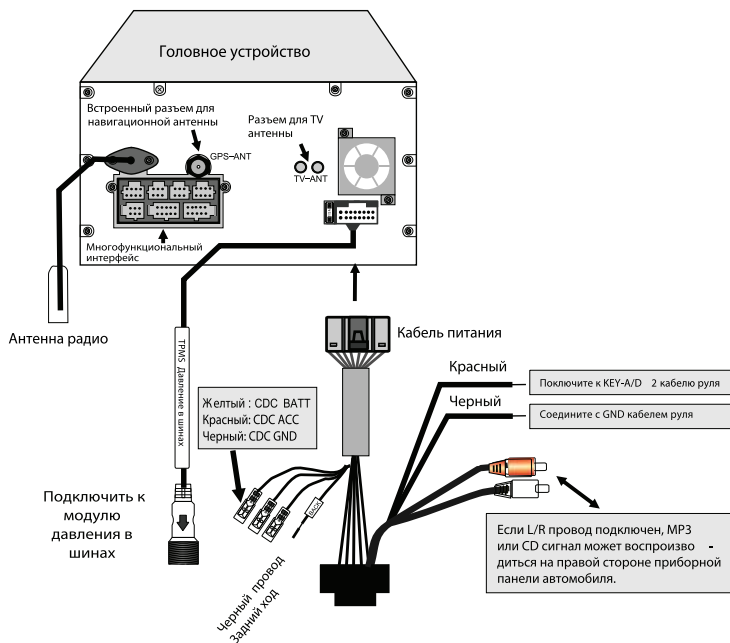 Головное устройство
Встроенный разъем для
навигационной антенны
GPS–ANT
Разъем для TV
антенны
TV–ANT
Многофункциональный
интерфейс
Антенна радио
TPMS Давление в шинах
Подключить к
модулю
давления в
шинах
Кабель питания
Желтый : CDC BATT
Красный: CDC ACC
Черный: CDC GND
BACK
Черный провод
Задний ход
Красный
Поключите к KEY-A/D 2 кабелю руля
Черный
Соедините с GND кабелем руля
Если L/R провод подключен, MP3
или CD сигнал может воспроизво -
диться на правой стороне приборной
панели автомобиля.